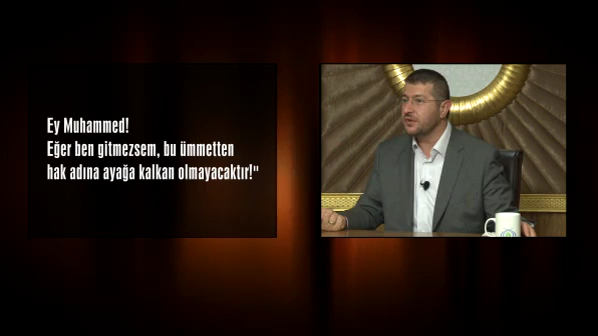 Ey Muhammed!
Eğer ben gitmezsem, bu ümmetten
hak adına ayağa kalkan olmayacaktır!"